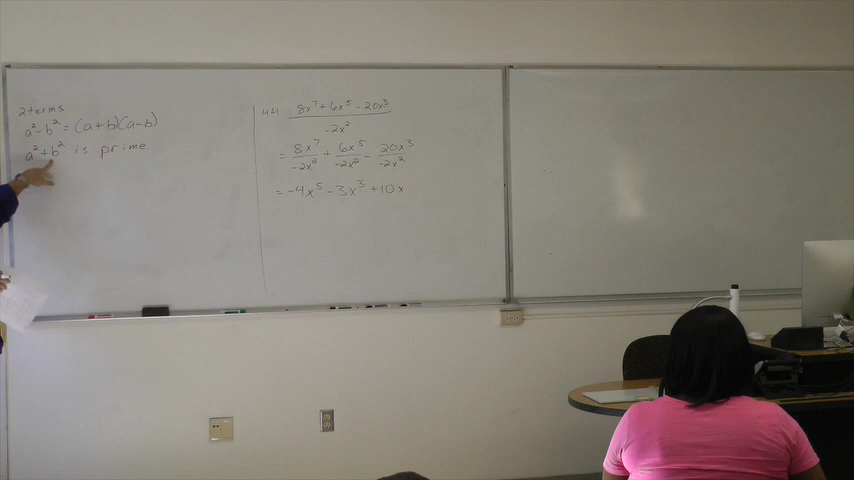 2 terms
a² - b² = (a+b)(a-b)
a² + b² is prime
44) 8x⁷ + 6x⁵ - 20x³
-2x²
= 8x⁷ + 6x⁵ - 20x³
-2x² -2x² -2x²
= -4x⁵ - 3x³ + 10x